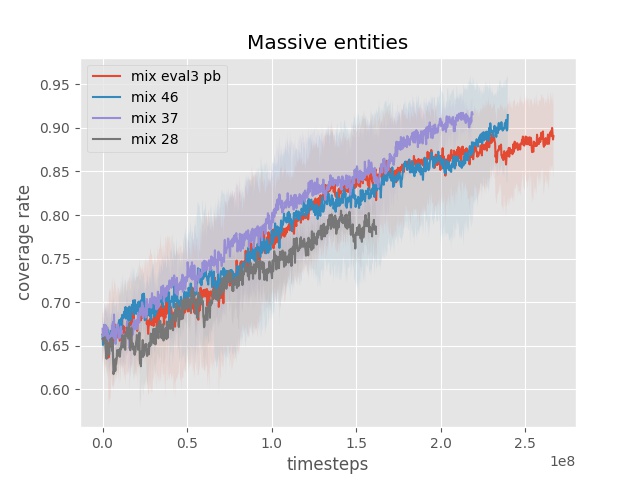 Massive entities
mix eval3 pb
mix 46
mix 37
mix 28
coverage rate
0.95
0.90
0.85
0.80
0.75
0.70
0.65
0.60
0.0 0.5 1.0 1.5 2.0 2.5
1e8
timesteps